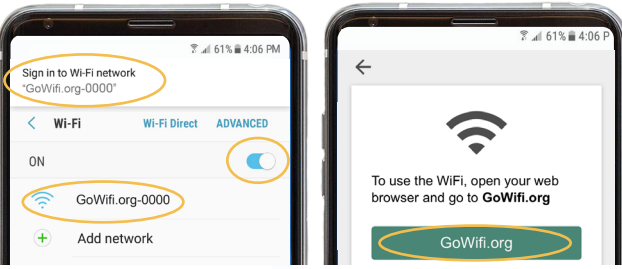 61% 4:06 PM
Sign in to Wi-Fi network
"GoWifi.org-0000"
Wi-Fi
Wi-Fi Direct
ADVANCED
ON
GoWifi.org-0000
Add network
61% 4:06 P
To use the WiFi, open your web
browser and go to GoWifi.org
GoWifi.org